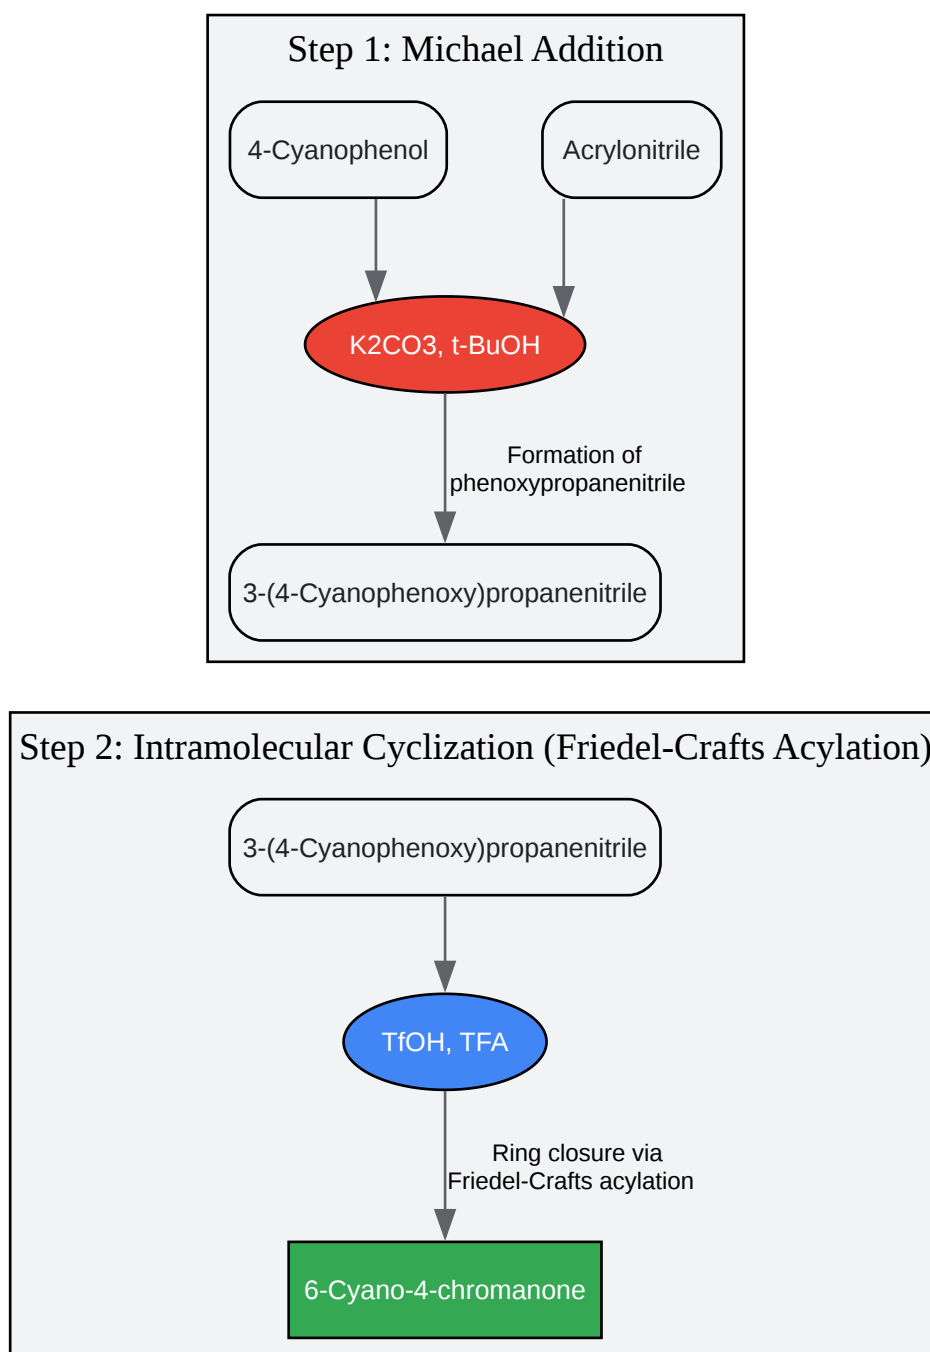 Step 1: Michael Addition
4-Cyanophenol
Acrylonitrile
K2CO3, t-BuOH
Formation of
phenoxypropanenitrile
3-(4-Cyanophenoxy)propanenitrile
Step 2: Intramolecular Cyclization (Friedel-Crafts Acylation)
3-(4-Cyanophenoxy)propanenitrile
TfOH, TFA
Ring closure via
Friedel-Crafts acylation
6-Cyano-4-chromanone